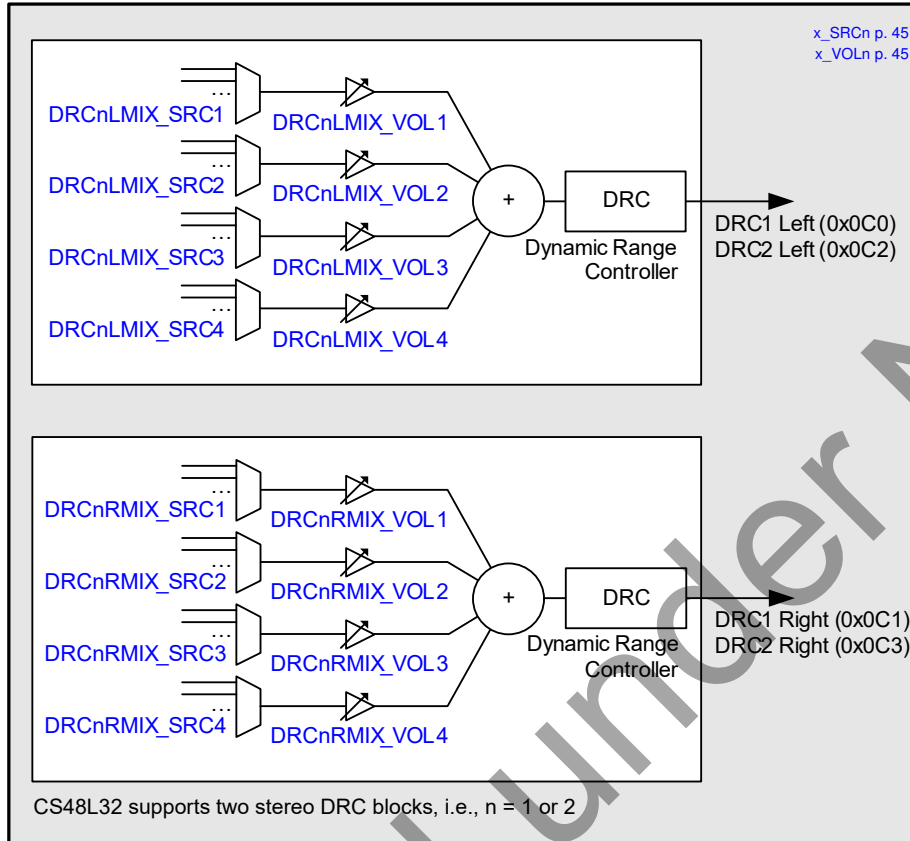 x_SRCn p. 45
x_VOLn p. 45
...
DRCnLMIX_SRC1
DRCnLMIX_VOL1
...
DRCnLMIX_SRC2
DRCnLMIX_VOL2
...
DRCnLMIX_SRC3
DRCnLMIX_VOL3
...
DRCnLMIX_SRC4
DRCnLMIX_VOL4
+
DRC
Dynamic Range
Controller
DRC1 Left (0x0C0)
DRC2 Left (0x0C2)
...
DRCnRMIX_SRC1
DRCnRMIX_VOL1
...
DRCnRMIX_SRC2
DRCnRMIX_VOL2
...
DRCnRMIX_SRC3
DRCnRMIX_VOL3
...
DRCnRMIX_SRC4
DRCnRMIX_VOL4
+
DRC
Dynamic Range
Controller
DRC1 Right (0x0C1)
DRC2 Right (0x0C3)
CS48L32 supports two stereo DRC blocks, i.e., n = 1 or 2
under